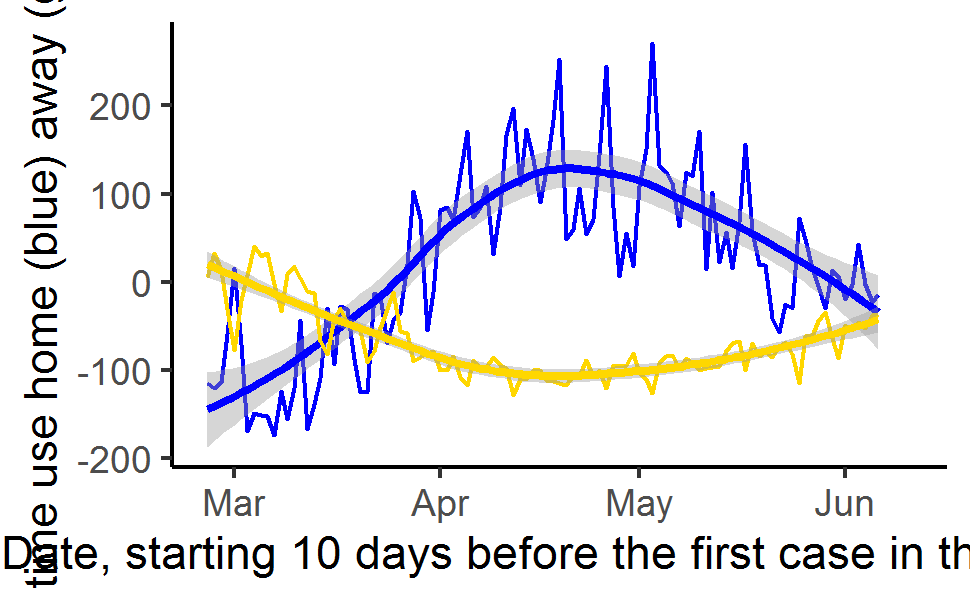 time use home (blue) away (
200
100
0
-100
-200
Mar Apr May Jun
Date, starting 10 days before the first case in th